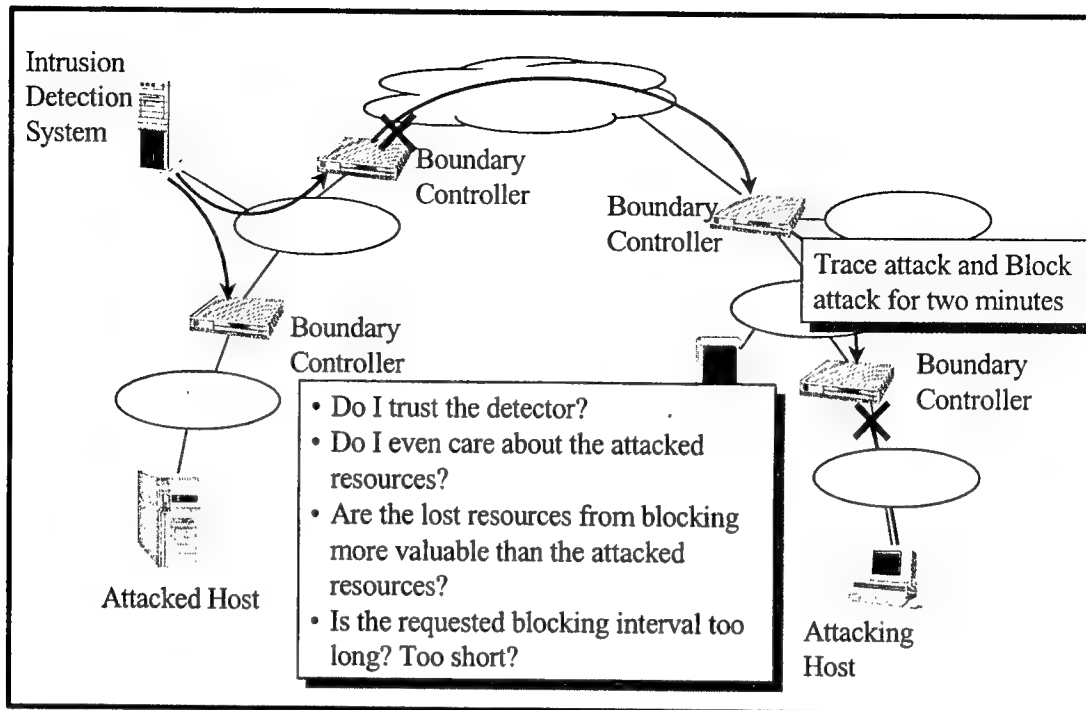 Intrusion
Detection
System
Boundary
Controller
Boundary
Controller
Trace attack and Block
attack for two minutes
Boundary
Controller
Boundary
Controller
• Do I trust the detector?
• Do I even care about the attacked
resources?
• Are the lost resources from blocking
more valuable than the attacked
resources?
• Is the requested blocking interval too
long? Too short?
Attacked Host
Attacking
Host